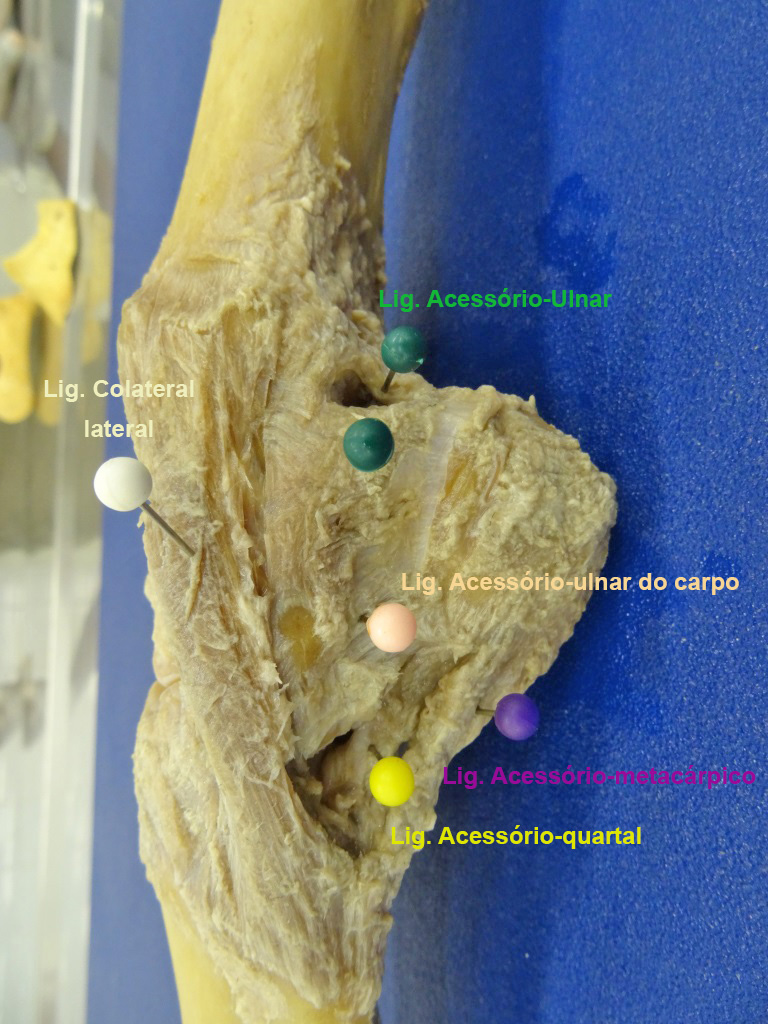 Lig. Acessório-Ulnar
Lig. Colateral
lateral
Lig. Acessório-ulnar do carpo
Lig. Acessório-metacárpico
Lig. Acessório-quartal